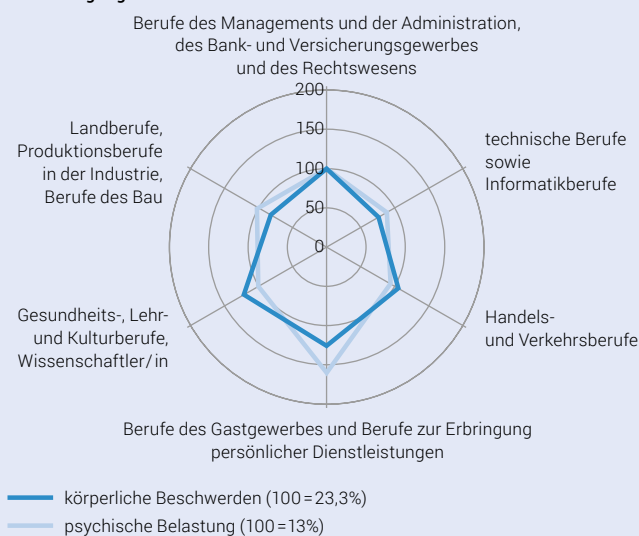 Berufe des Managements und der Administration,
des Bank- und Versicherungsgewerbes
und des Rechtswesens
200
150
100
50
0
technische Berufe
sowie
Informatikberufe
Handels-
und Verkehrsberufe
Berufe des Gastgewerbes und Berufe zur Erbringung
persönlicher Dienstleistungen
Gesundheits-, Lehr-
und Kulturberufe,
Wissenschaftler/in
Landberufe,
Produktionsberufe
in der Industrie,
Berufe des Bau
körperliche Beschwerden (100=23,3%)
psychische Belastung (100=13%)